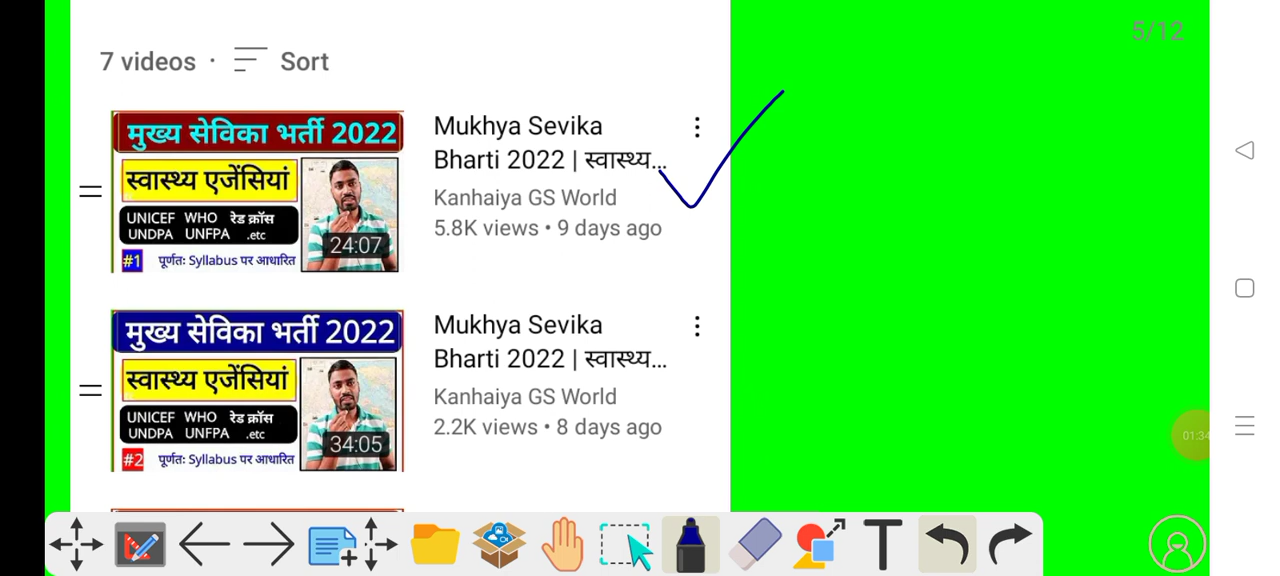 5/12
7 videos · Sort
मुख्य सेविका भर्ती 2022
स्वास्थ्य एजेंसियां
UNICEF WHO रेड क्रॉस
UNDPA UNFPA .etc
24:07
#1 पूर्णतः Syllabus पर आधारित
Mukhya Sevika
Bharti 2022 | स्वास्थ्य...
Kanhaiya GS World
5.8K views • 9 days ago
मुख्य सेविका भर्ती 2022
स्वास्थ्य एजेंसियां
UNICEF WHO रेड क्रॉस
UNDPA UNFPA .etc
34:05
#2 पूर्णतः Syllabus पर आधारित
Mukhya Sevika
Bharti 2022 | स्वास्थ्य...
Kanhaiya GS World
2.2K views • 8 days ago
01:34
T